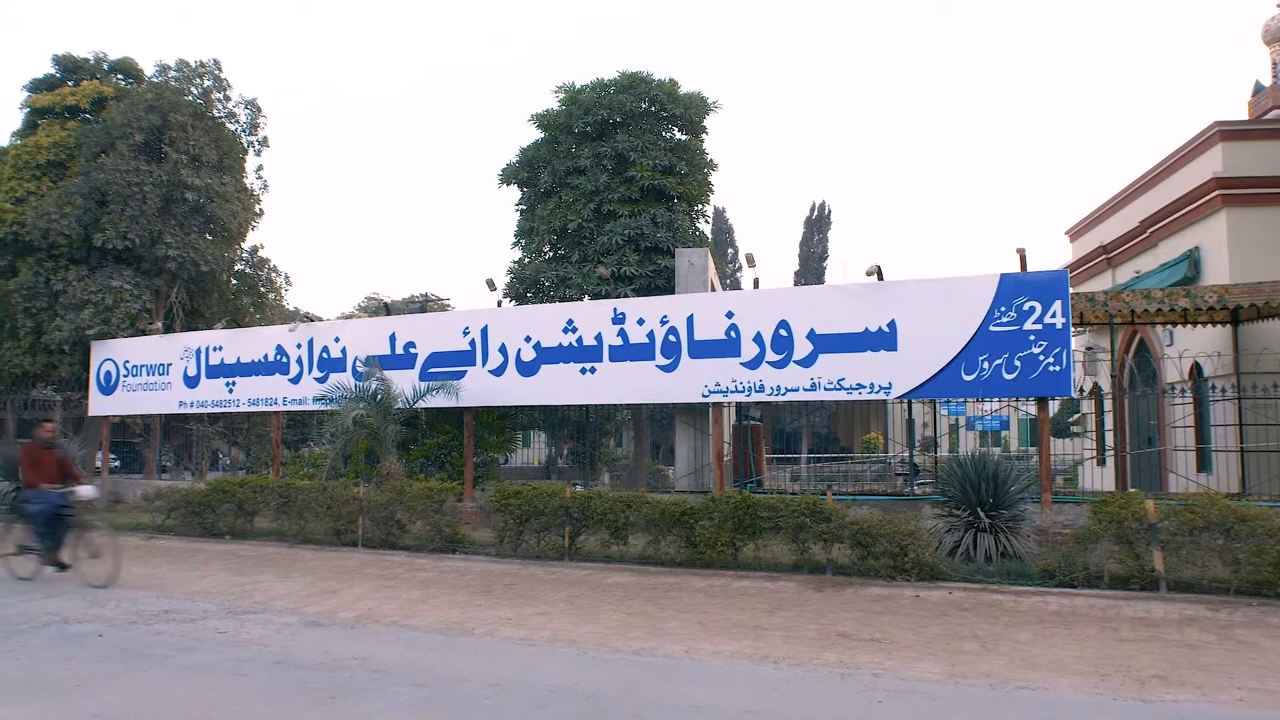 24 گھنٹے
ایمرجنسی سروس
سرور فاؤنڈیشن رائے علی نواز ہسپتال
پروجیکٹ آف سرور فاؤنڈیشن
Sarwar
Foundation
Ph # 040-5482512 - 5481824, E-mail: